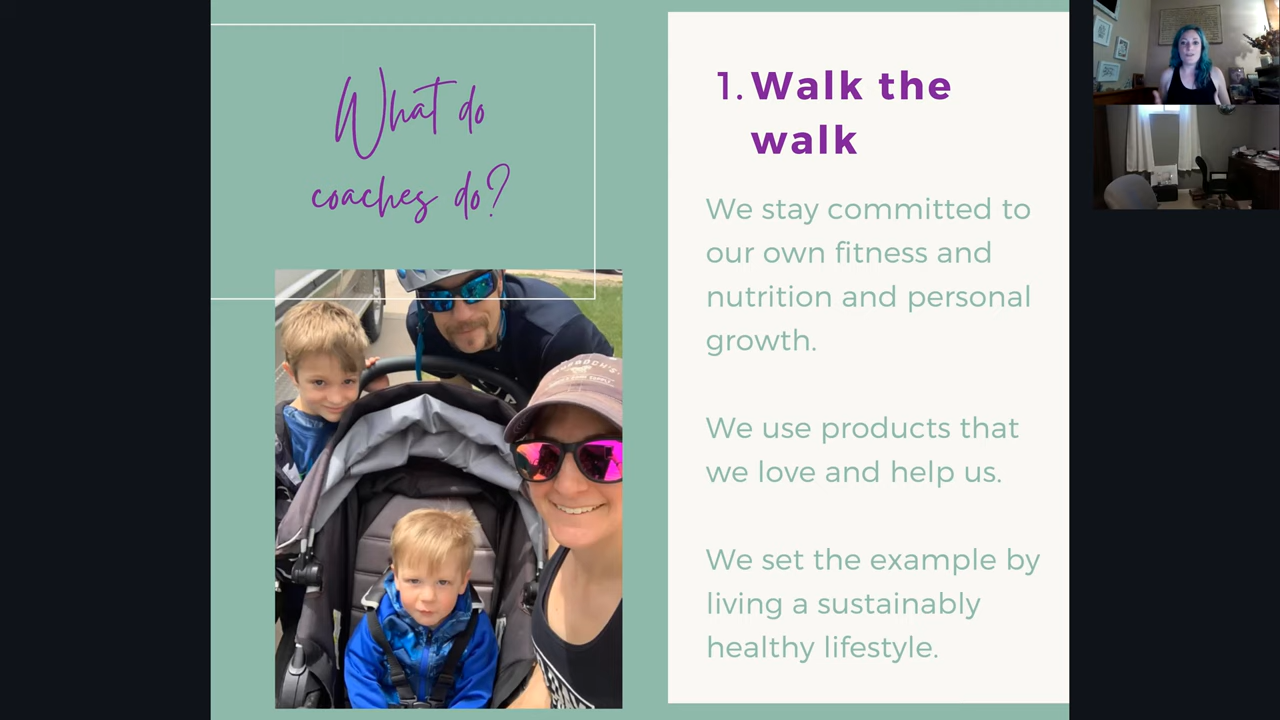 What do
coaches do?
1. Walk the
walk
We stay committed to
our own fitness and
nutrition and personal
growth.
We use products that
we love and help us.
We set the example by
living a sustainably
healthy lifestyle.